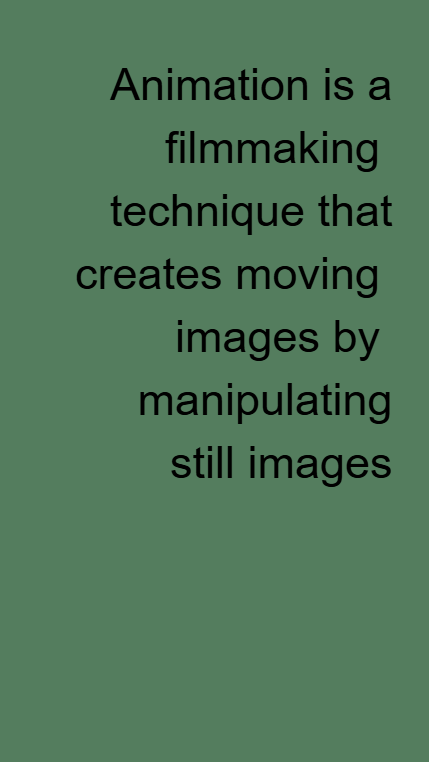 Animation is a
filmmaking
technique that
creates moving
images by
manipulating
still images